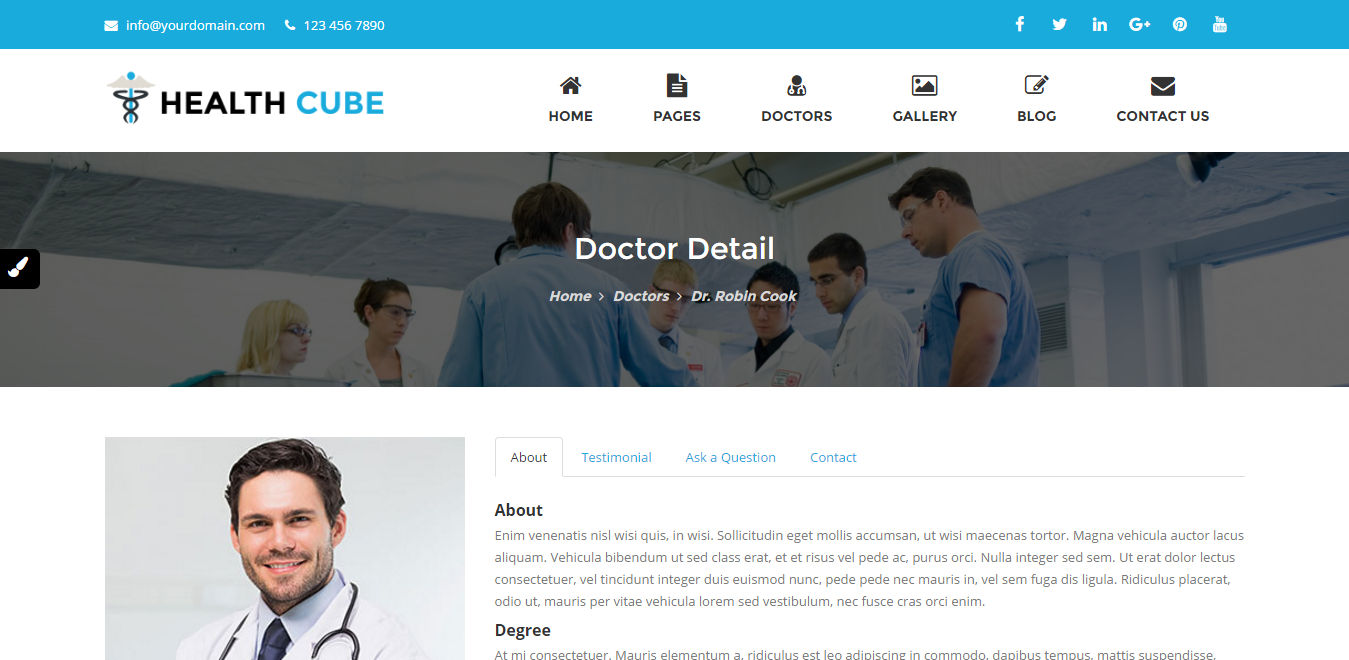 info@yourdomain.com 123 456 7890
HEALTH CUBE
HOME PAGES DOCTORS GALLERY BLOG CONTACT US
Doctor Detail
Home > Doctors > Dr. Robin Cook
About Testimonial Ask a Question Contact
About
Enim venenatis nisl wisi quis, in wisi. Sollicitudin eget mollis accumsan, ut wisi maecenas tortor. Magna vehicula auctor lacus
aliquam. Vehicula bibendum ut sed class erat, et et risus vel pede ac, purus orci. Nulla integer sed sem. Ut erat dolor lectus
consectetuer, vel tincidunt integer duis euismod nunc, pede pede nec mauris in, vel sem fuga dis ligula. Ridiculus placerat,
odio ut, mauris per vitae vehicula lorem sed vestibulum, nec fusce cras orci enim.
Degree
At mi consectetuer. Mauris elementum a, ridiculus est leo adipiscing in commodo, dapibus tempus, mattis suspendisse,